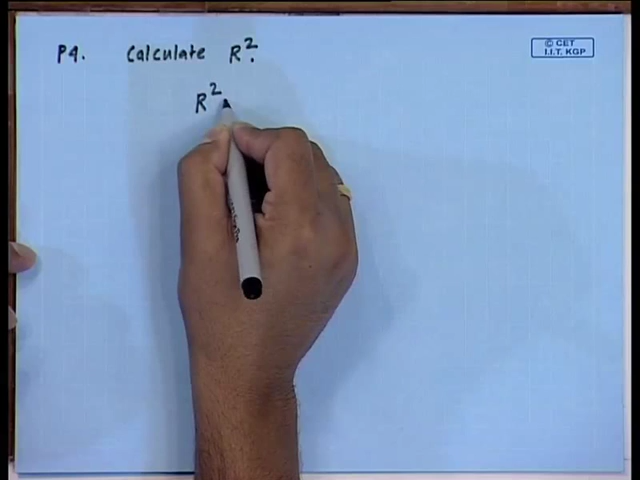 P4. Calculate R².
© CET
I.I.T. KGP
R²